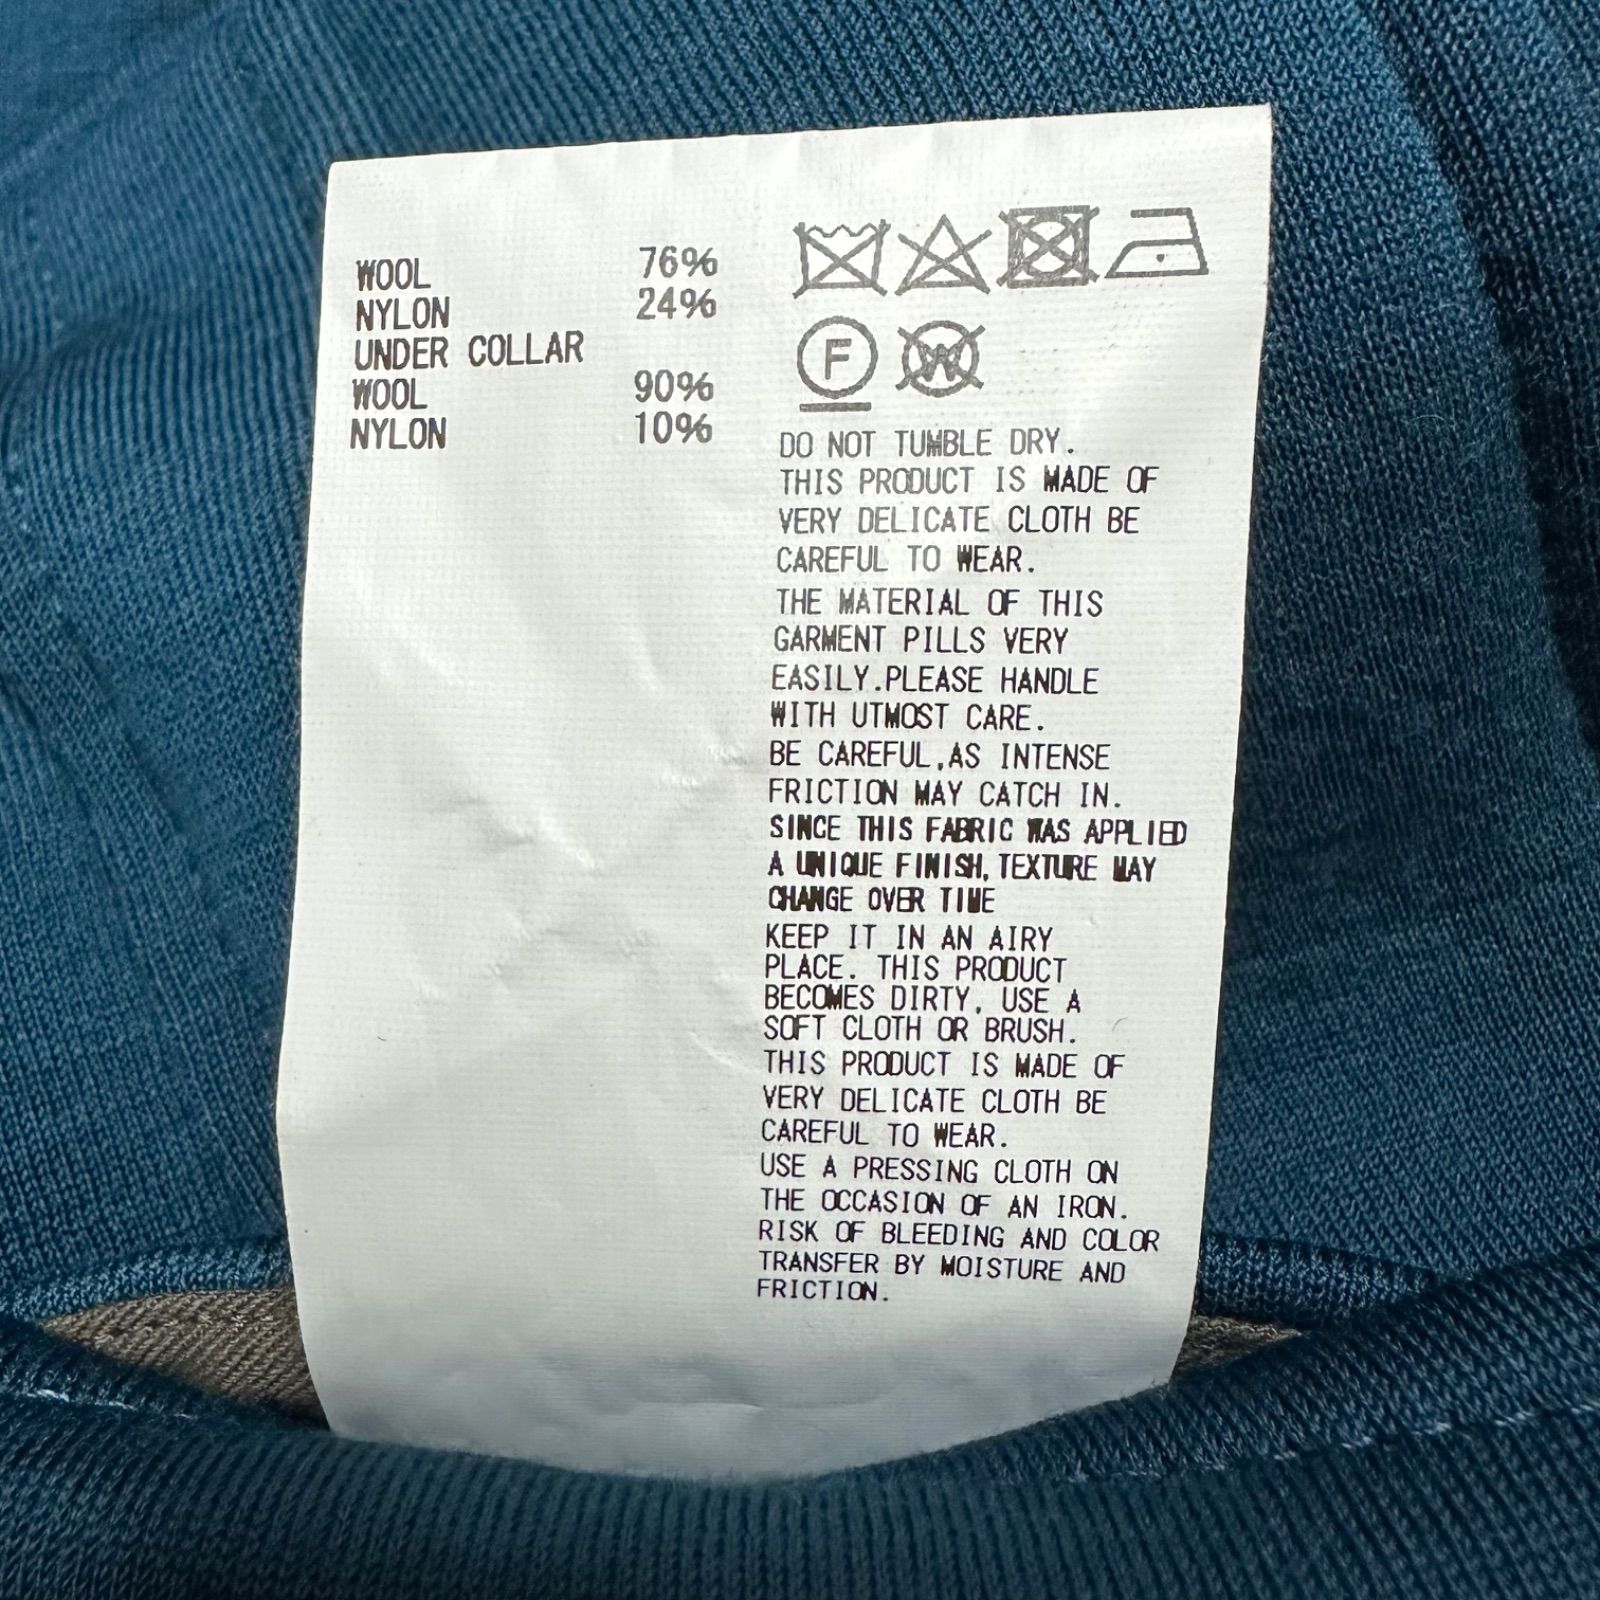 WOOL 76%
NYLON 24%
UNDER COLLAR
WOOL 90%
NYLON 10%
F W
DO NOT TUMBLE DRY.
THIS PRODUCT IS MADE OF
VERY DELICATE CLOTH BE
CAREFUL TO WEAR.
THE MATERIAL OF THIS
GARMENT PILLS VERY
EASILY.PLEASE HANDLE
WITH UTMOST CARE.
BE CAREFUL,AS INTENSE
FRICTION MAY CATCH IN.
SINCE THIS FABRIC WAS APPLIED
A UNIQUE FINISH, TEXTURE MAY
CHANGE OVER TIME
KEEP IT IN AN AIRY
PLACE. THIS PRODUCT
BECOMES DIRTY, USE A
SOFT CLOTH OR BRUSH.
THIS PRODUCT IS MADE OF
VERY DELICATE CLOTH BE
CAREFUL TO WEAR.
USE A PRESSING CLOTH ON
THE OCCASION OF AN IRON.
RISK OF BLEEDING AND COLOR
TRANSFER BY MOISTURE AND
FRICTION.